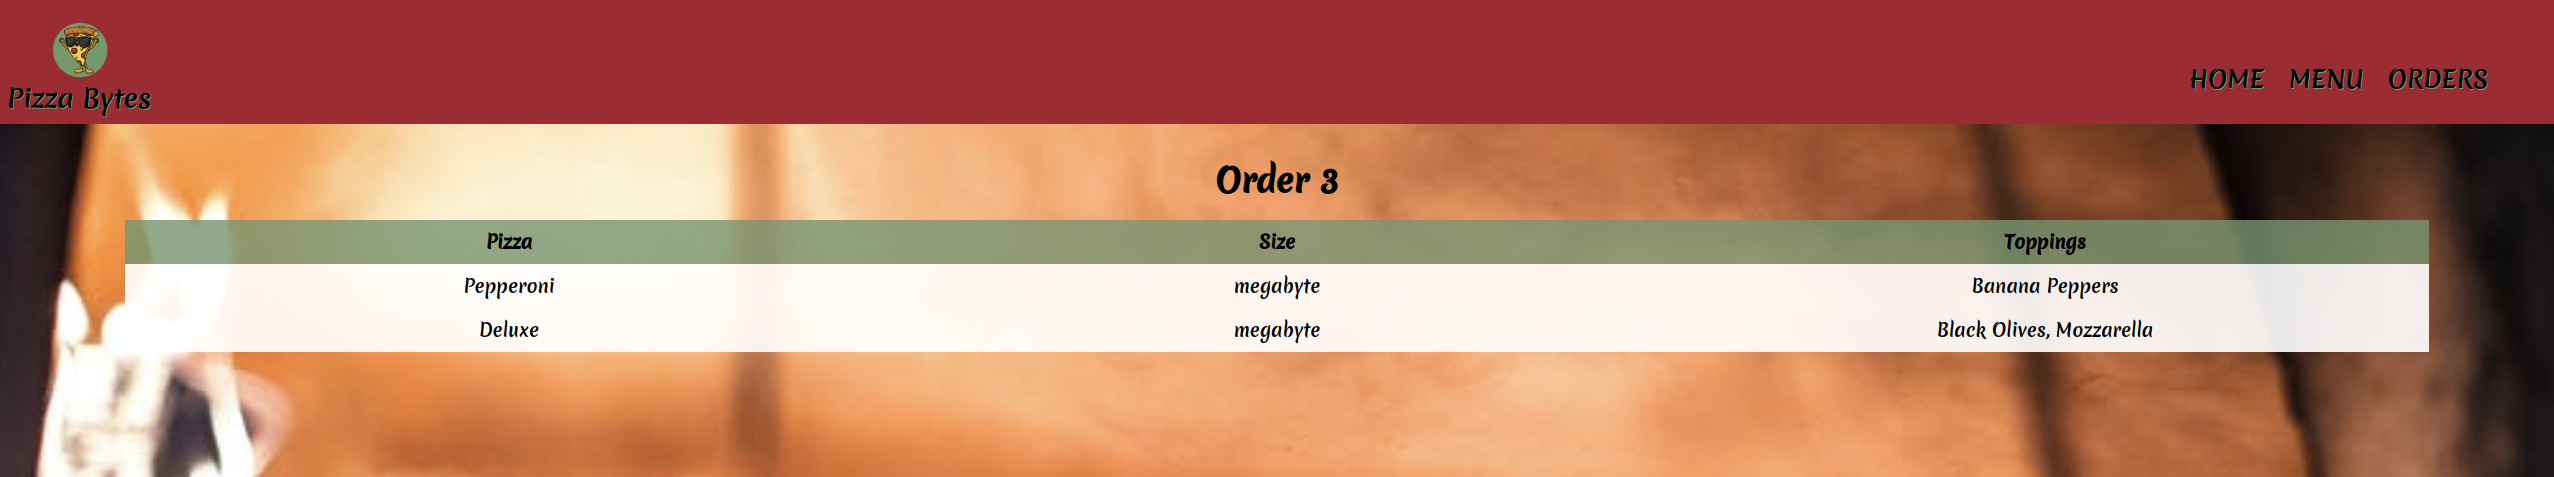 Pizza Bytes
HOME MENU ORDERS
Order 3
Pizza Size Toppings
Pepperoni megabyte Banana Peppers
Deluxe megabyte Black Olives, Mozzarella